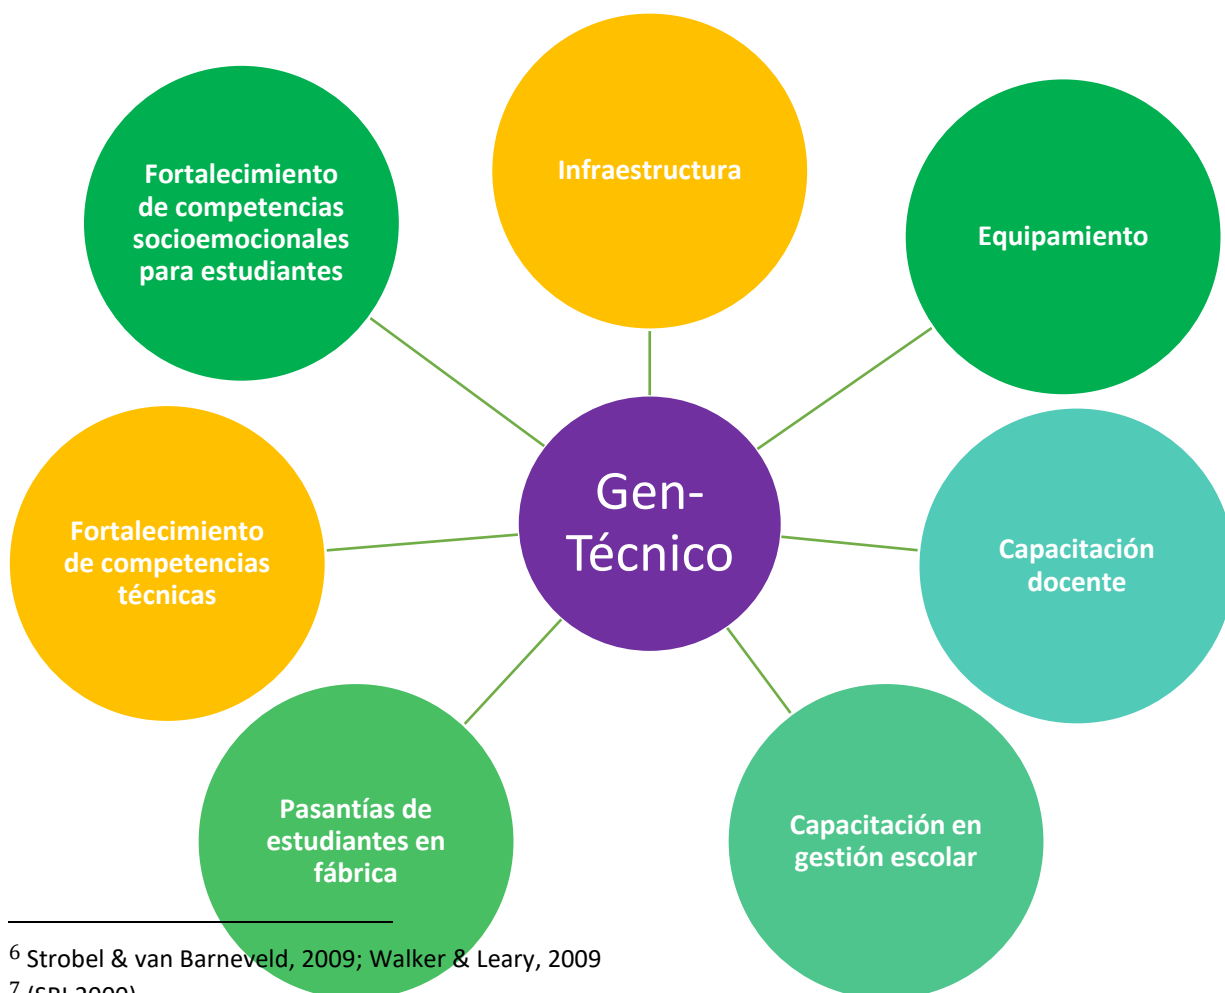 Infraestructura
Fortalecimiento
de competencias
socioemocionales
para estudiantes
Equipamiento
Gen-
Técnico
Fortalecimiento
de competencias
técnicas
Capacitación
docente
Pasantías de
estudiantes en
fábrica
Capacitación en
gestión escolar
6 Strobel & van Barneveld, 2009; Walker & Leary, 2009
7